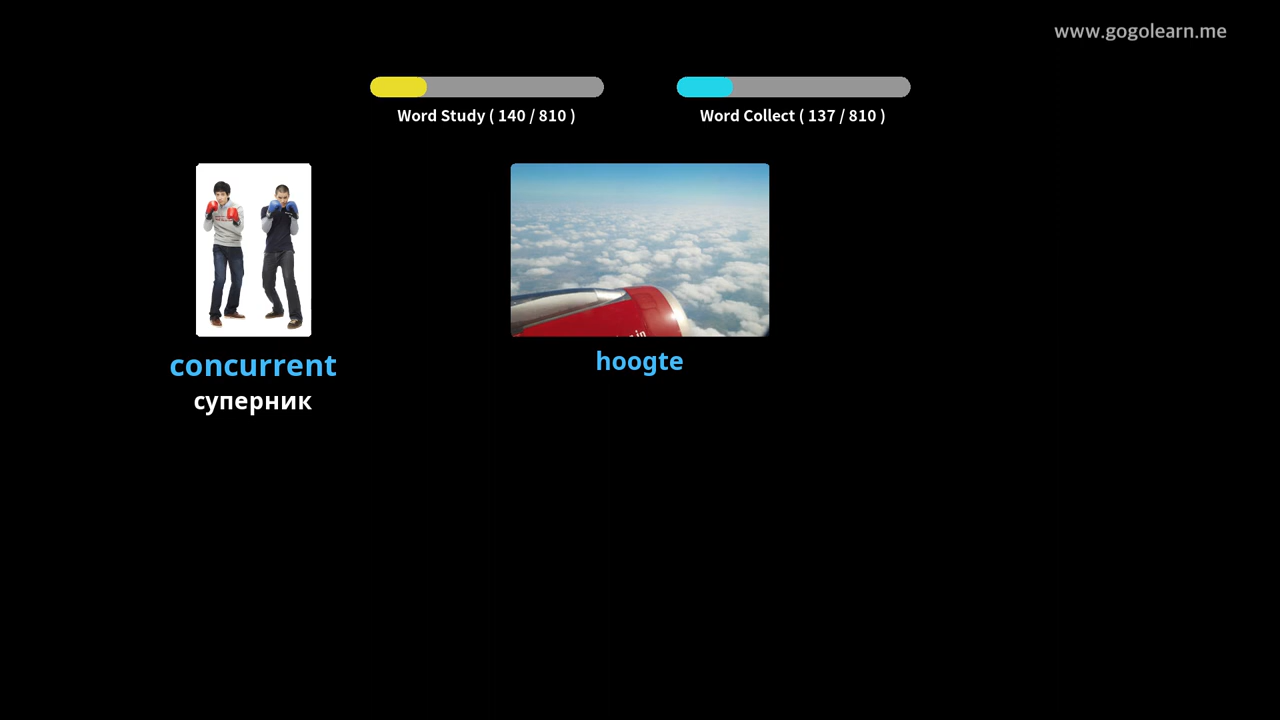 www.gogolearn.me
Word Study ( 140 / 810 )
Word Collect ( 137 / 810 )
concurrent
суперник
hoogte